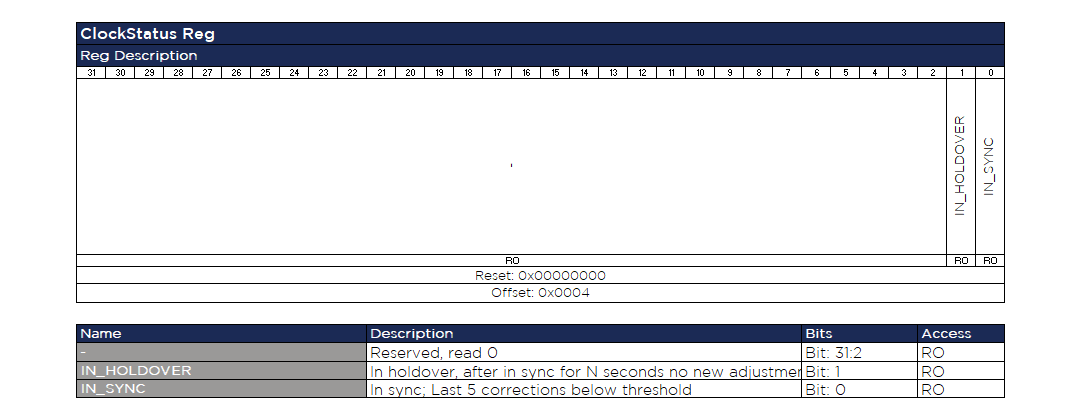 ClockStatus Reg
Reg Description
31 30 29 28 27 26 25 24 23 22 21 20 19 18 17 16 15 14 13 12 11 10 9 8 7 6 5 4 3 2 1 0
- IN_HOLDOVER IN_SYNC
RO RO RO
Reset: 0x00000000
Offset: 0x0004
Name Description Bits Access
- Reserved, read 0 Bit: 31:2 RO
IN_HOLDOVER In holdover, after in sync for N seconds no new adjustmer Bit: 1 RO
IN_SYNC In sync; Last 5 corrections below threshold Bit: 0 RO